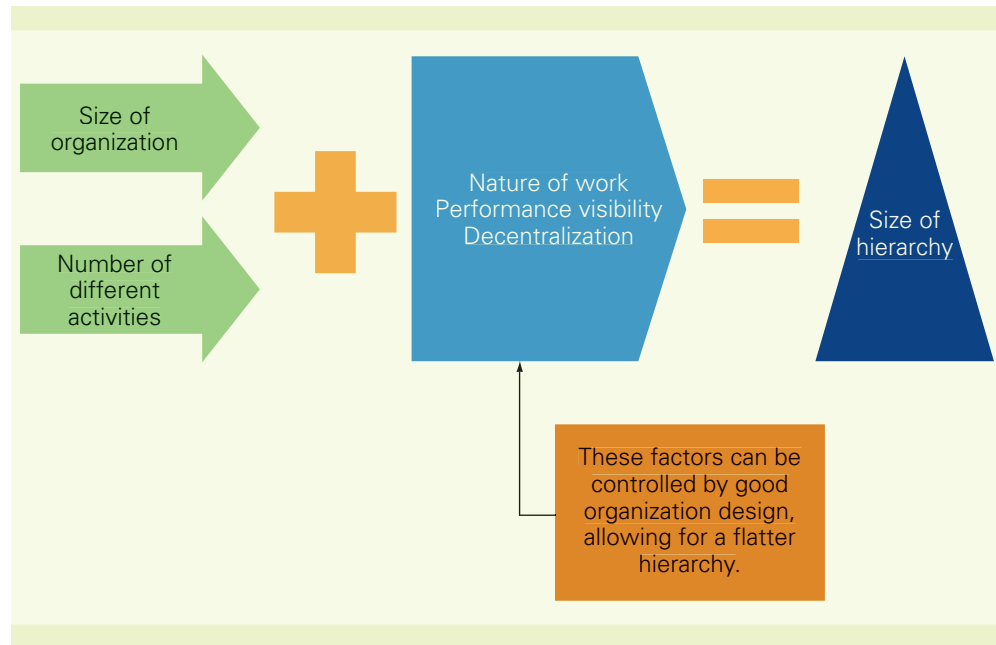 Size of
organization
Number of
different
activities
Nature of work
Performance visibility
Decentralization
Size of
hierarchy
These factors can be
controlled by good
organization design,
allowing for a flatter
hierarchy.